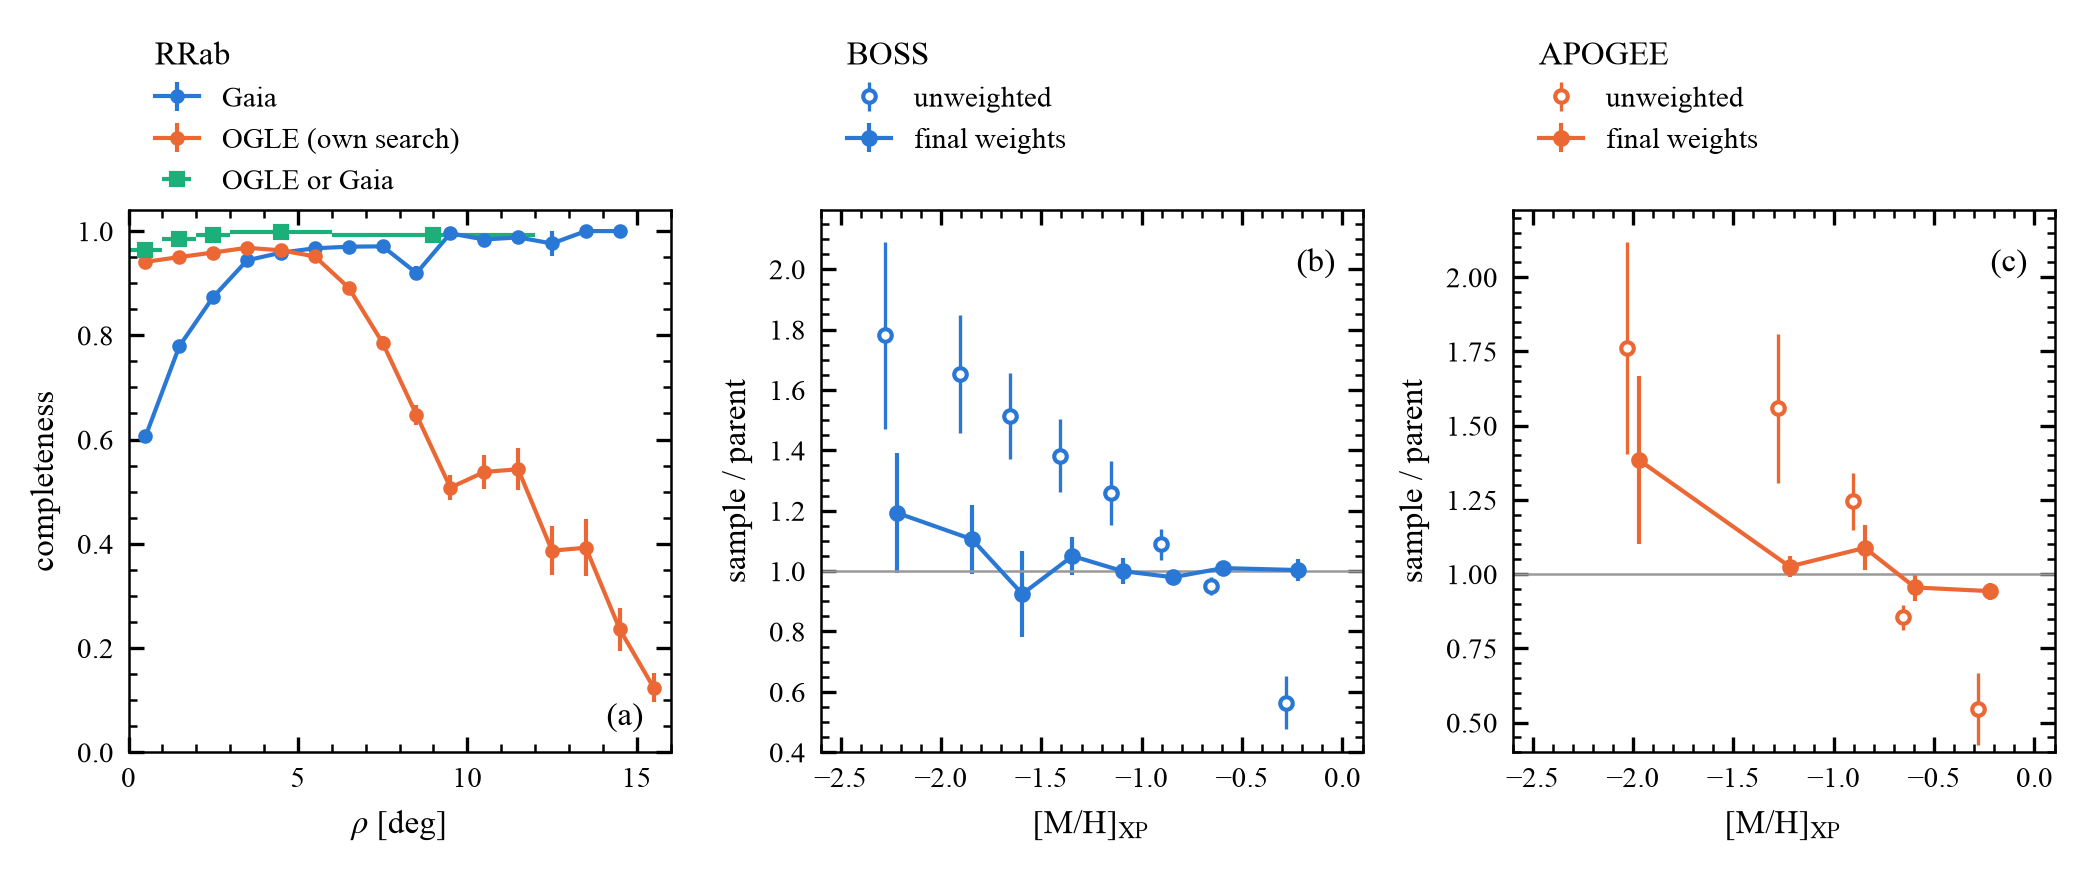 RRab
Gaia
OGLE (own search)
OGLE or Gaia
completeness
1.0
0.8
0.6
0.4
0.2
0.0
0
5
10
15
ρ [deg]
(a)
BOSS
unweighted
final weights
sample / parent
2.0
1.8
1.6
1.4
1.2
1.0
0.8
0.6
0.4
−2.5
−2.0
−1.5
−1.0
−0.5
0.0
[M/H]XP
(b)
APOGEE
unweighted
final weights
sample / parent
2.00
1.75
1.50
1.25
1.00
0.75
0.50
−2.5
−2.0
−1.5
−1.0
−0.5
0.0
[M/H]XP
(c)